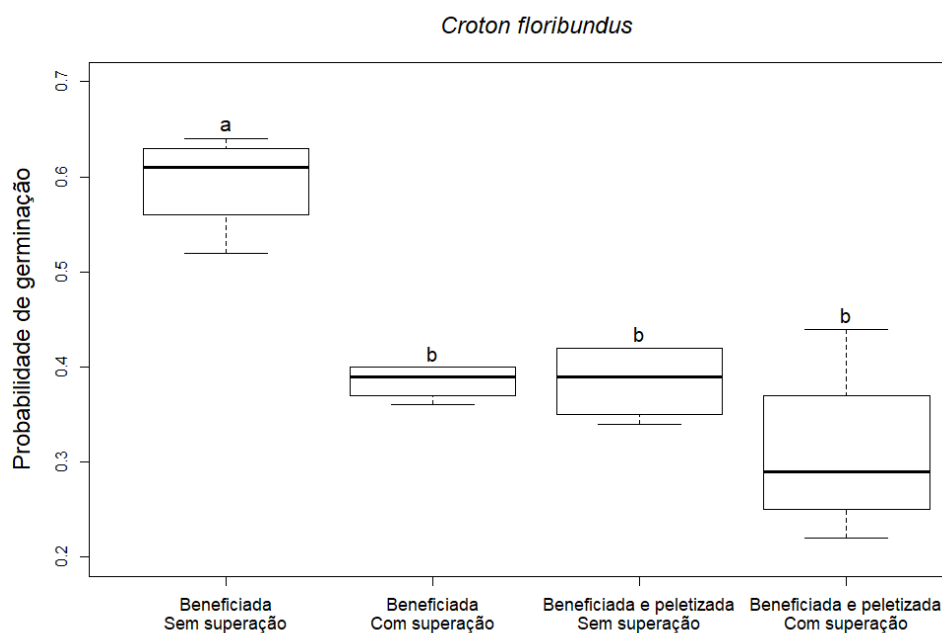 Croton floribundus
Probabilidade de germinação
0.7
0.6
0.5
0.4
0.3
0.2
a
b
b
b
Beneficiada
Sem superação
Beneficiada
Com superação
Beneficiada e peletizada
Sem superação
Beneficiada e peletizada
Com superação